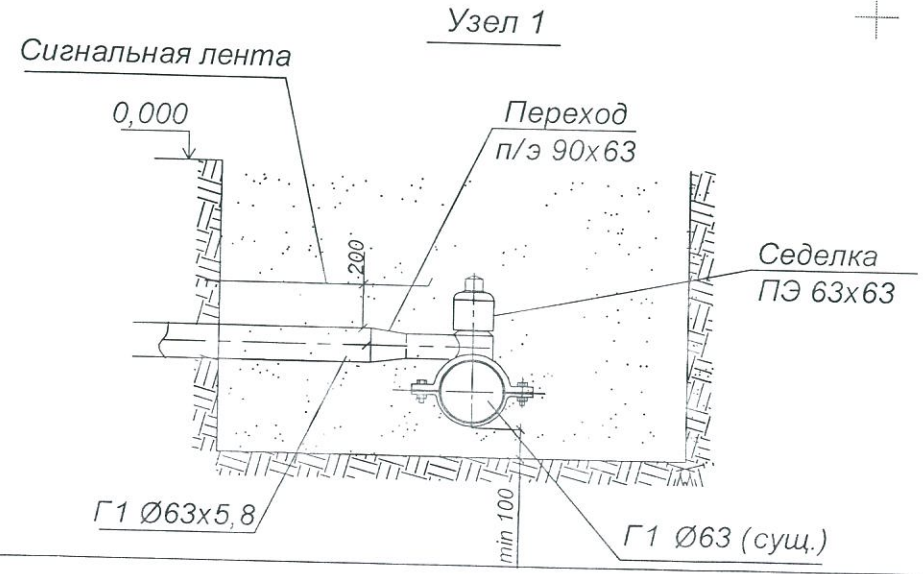 Узел 1
Сигнальная лента
0,000
Переход
п/э 90х63
200
Седелка
ПЭ 63х63
Г1 Ø63х5,8
min 100
Г1 Ø63 (сущ.)